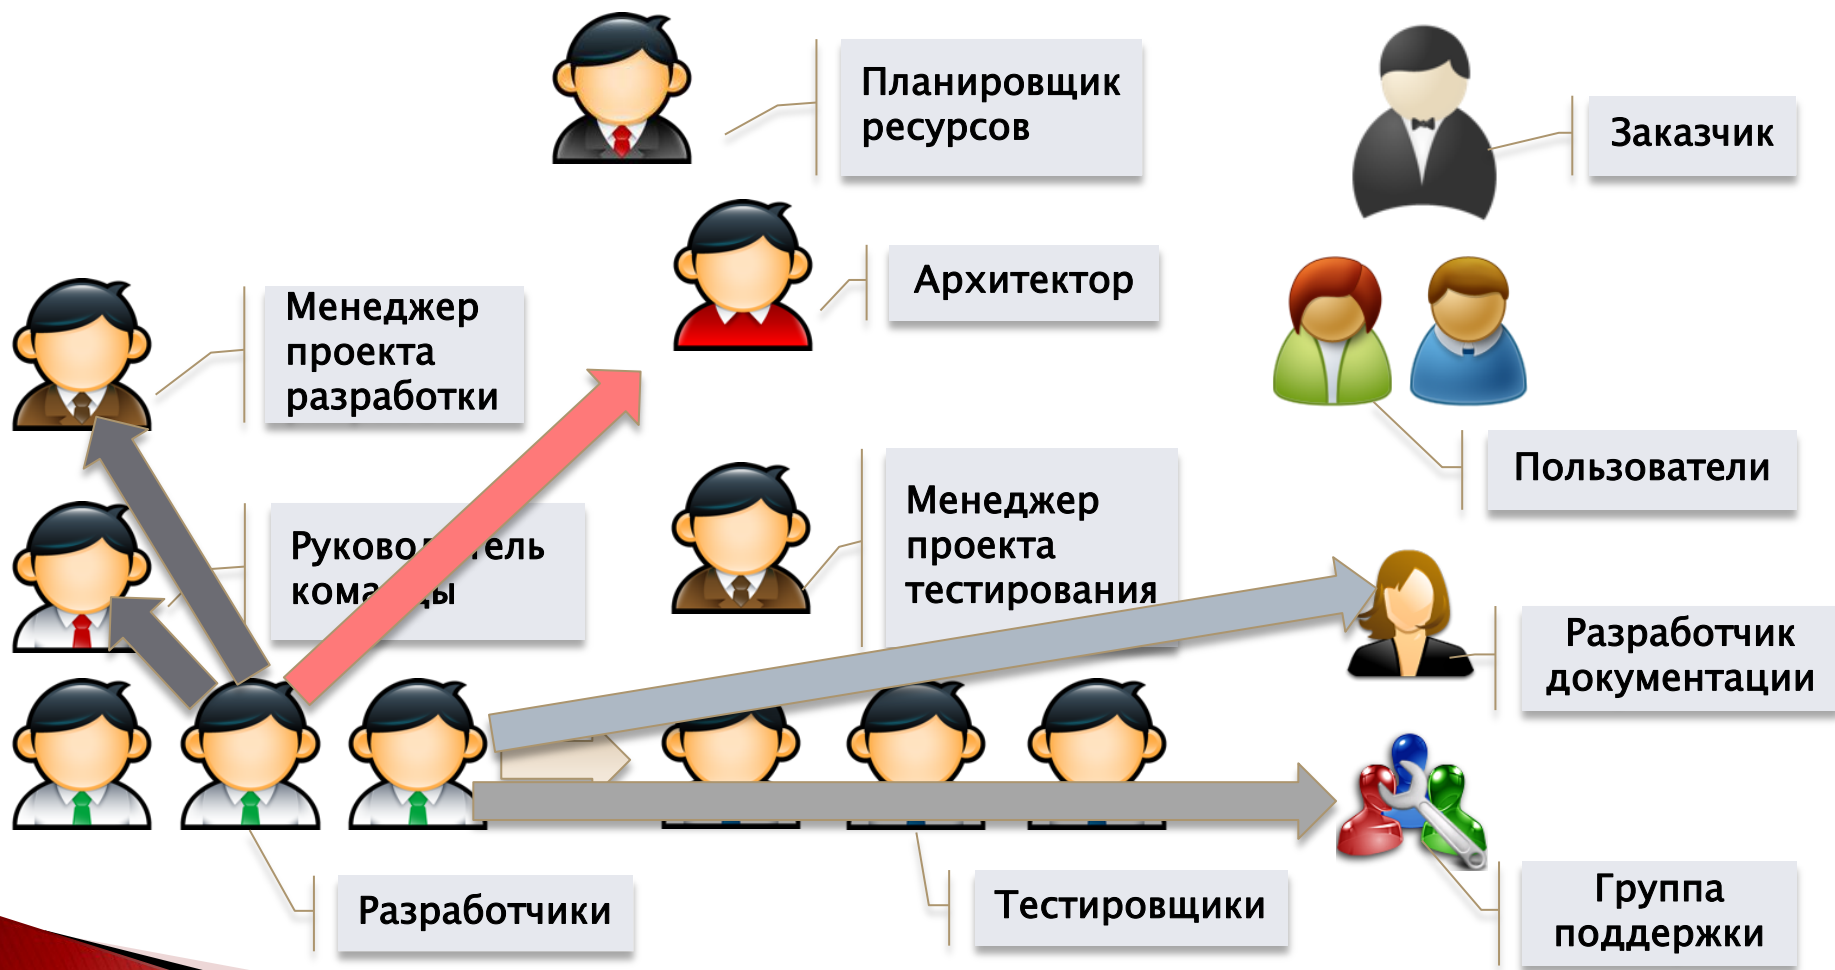 Планировщик
ресурсов
Заказчик
Архитектор
Менеджер
проекта
разработки
Пользователи
Менеджер
проекта
тестирования
Разработчик
документации
Разработчики
Тестировщики
Группа
поддержки